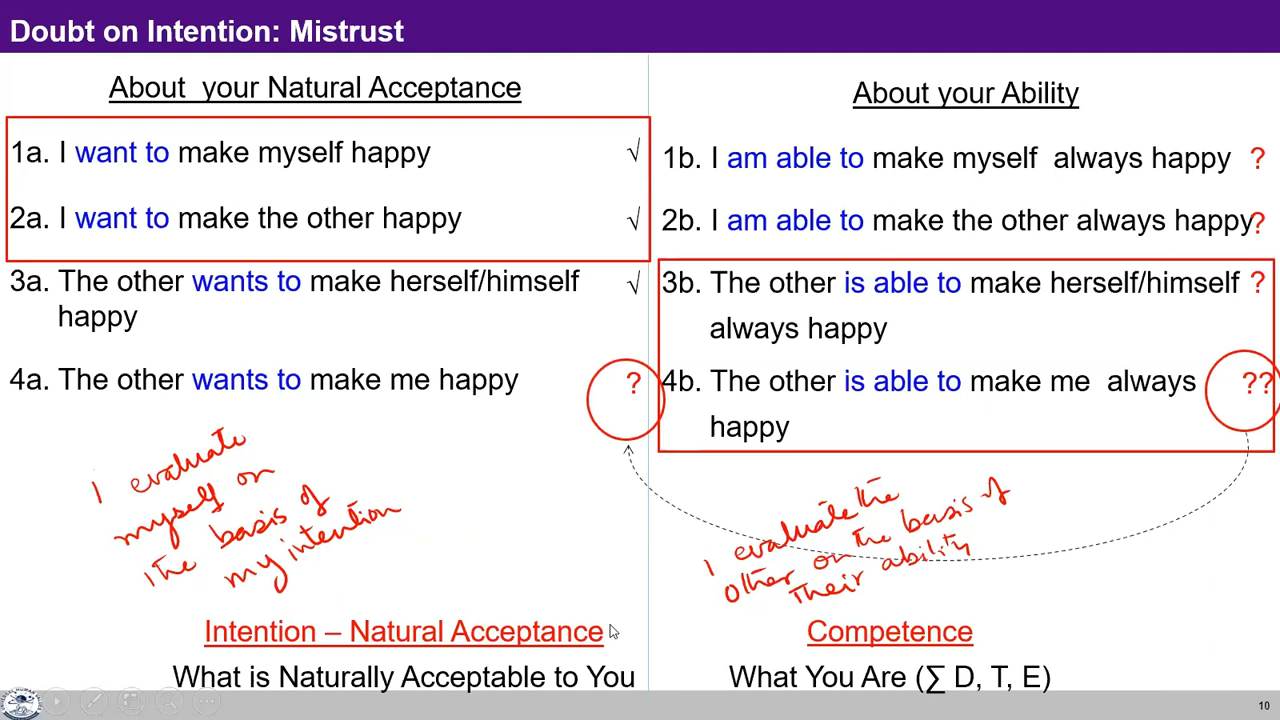 Doubt on Intention: Mistrust
About your Natural Acceptance
1a. I want to make myself happy √
2a. I want to make the other happy √
3a. The other wants to make herself/himself √
happy
4a. The other wants to make me happy ?
I evaluate
myself on
the basis of
my intention
Intention – Natural Acceptance
What is Naturally Acceptable to You
About your Ability
1b. I am able to make myself always happy ?
2b. I am able to make the other always happy ?
3b. The other is able to make herself/himself ?
always happy
4b. The other is able to make me always ??
happy
I evaluate the
other on the basis of
their ability
Competence
What You Are (∑ D, T, E)
10